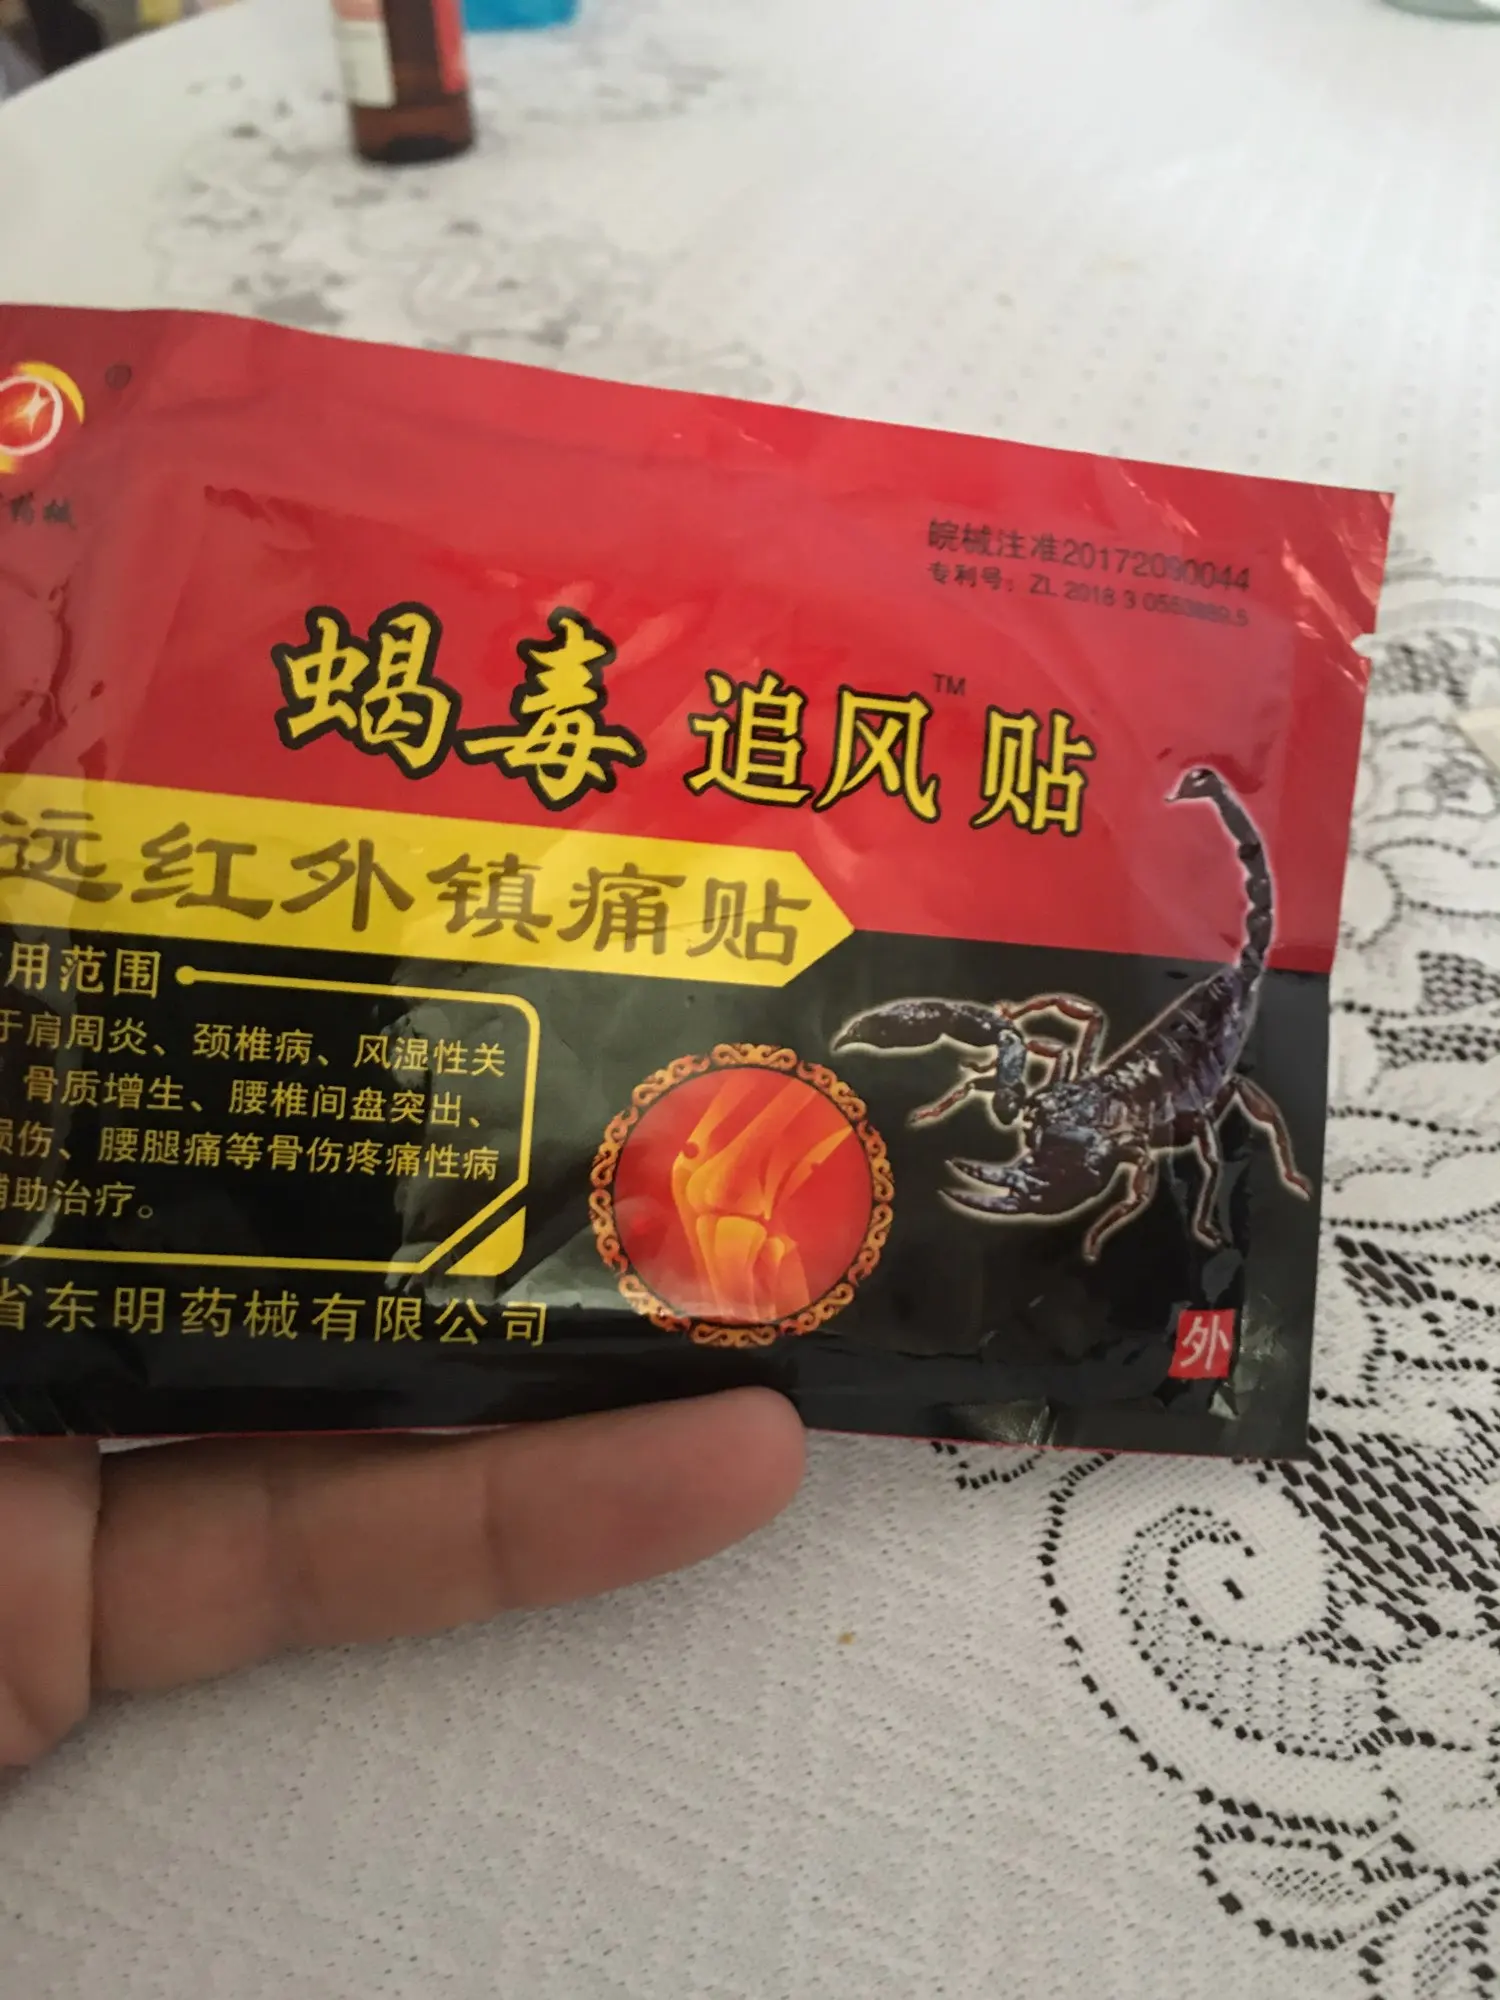 ®
药械
皖械注准20172090044
专利号：ZL 2018 3 0553889.5
蝎毒 追风™ 贴
远红外镇痛贴
用范围
于肩周炎、颈椎病、风湿性关
骨质增生、腰椎间盘突出、
损伤、腰腿痛等骨伤疼痛性病
辅助治疗。
省东明药械有限公司
外